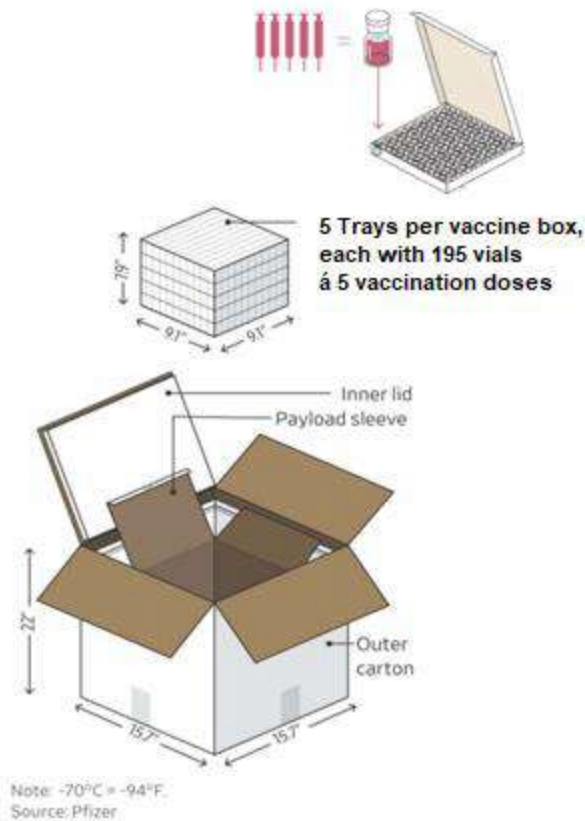 =
5 Trays per vaccine box,
each with 195 vials
á 5 vaccination doses
7.9"
9.1"
9.1"
Inner lid
Payload sleeve
22"
Outer
carton
15.7"
15.7"
Note: -70°C = -94°F.
Source: Pfizer